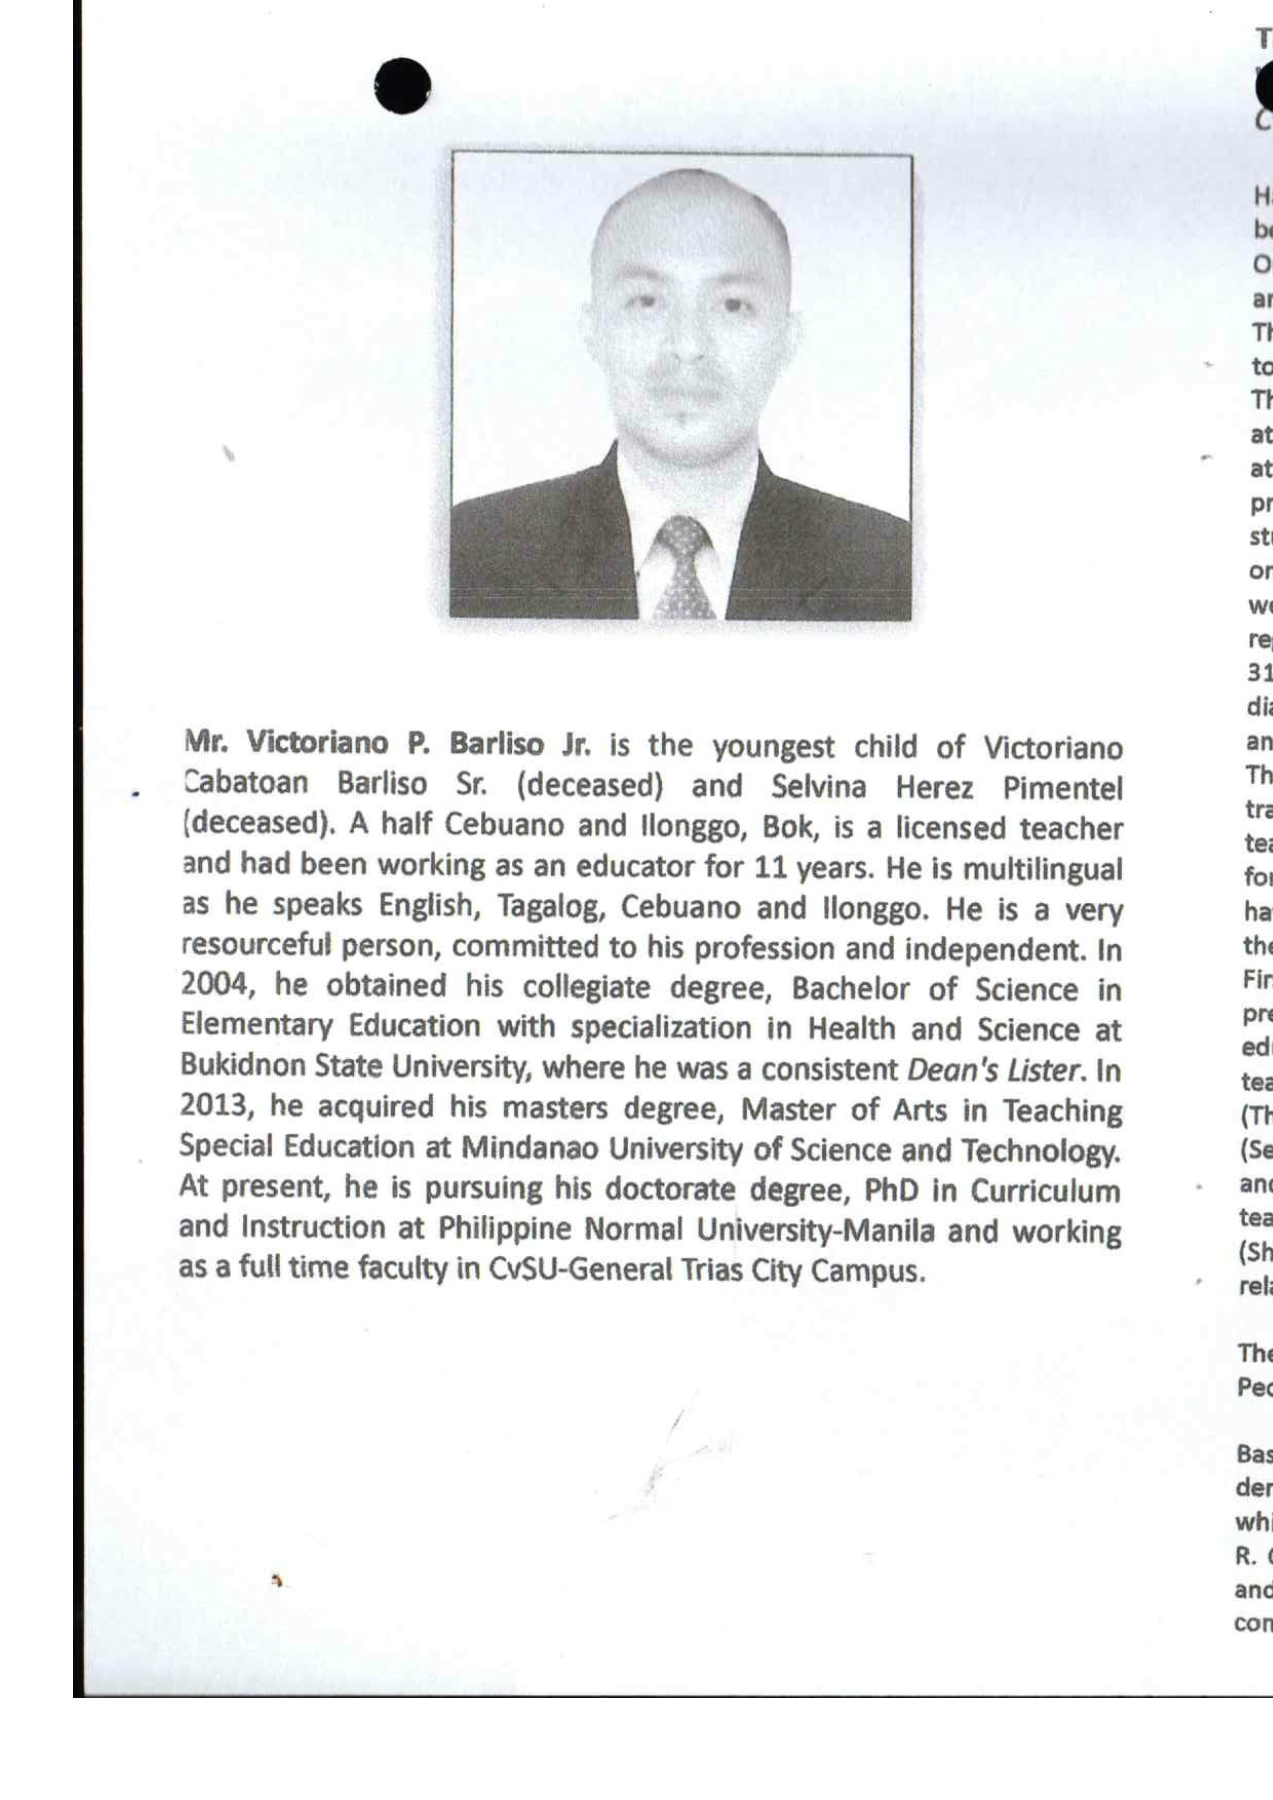 Mr. Victoriano P. Barliso Jr. is the youngest child of Victoriano
Cabatoan Barliso Sr. (deceased) and Selvina Herez Pimentel
(deceased). A half Cebuano and Ilonggo, Bok, is a licensed teacher
and had been working as an educator for 11 years. He is multilingual
as he speaks English, Tagalog, Cebuano and Ilonggo. He is a very
resourceful person, committed to his profession and independent. In
2004, he obtained his collegiate degree, Bachelor of Science in
Elementary Education with specialization in Health and Science at
Bukidnon State University, where he was a consistent Dean's Lister. In
2013, he acquired his masters degree, Master of Arts in Teaching
Special Education at Mindanao University of Science and Technology.
At present, he is pursuing his doctorate degree, PhD in Curriculum
and Instruction at Philippine Normal University-Manila and working
as a full time faculty in CvSU-General Trias City Campus.